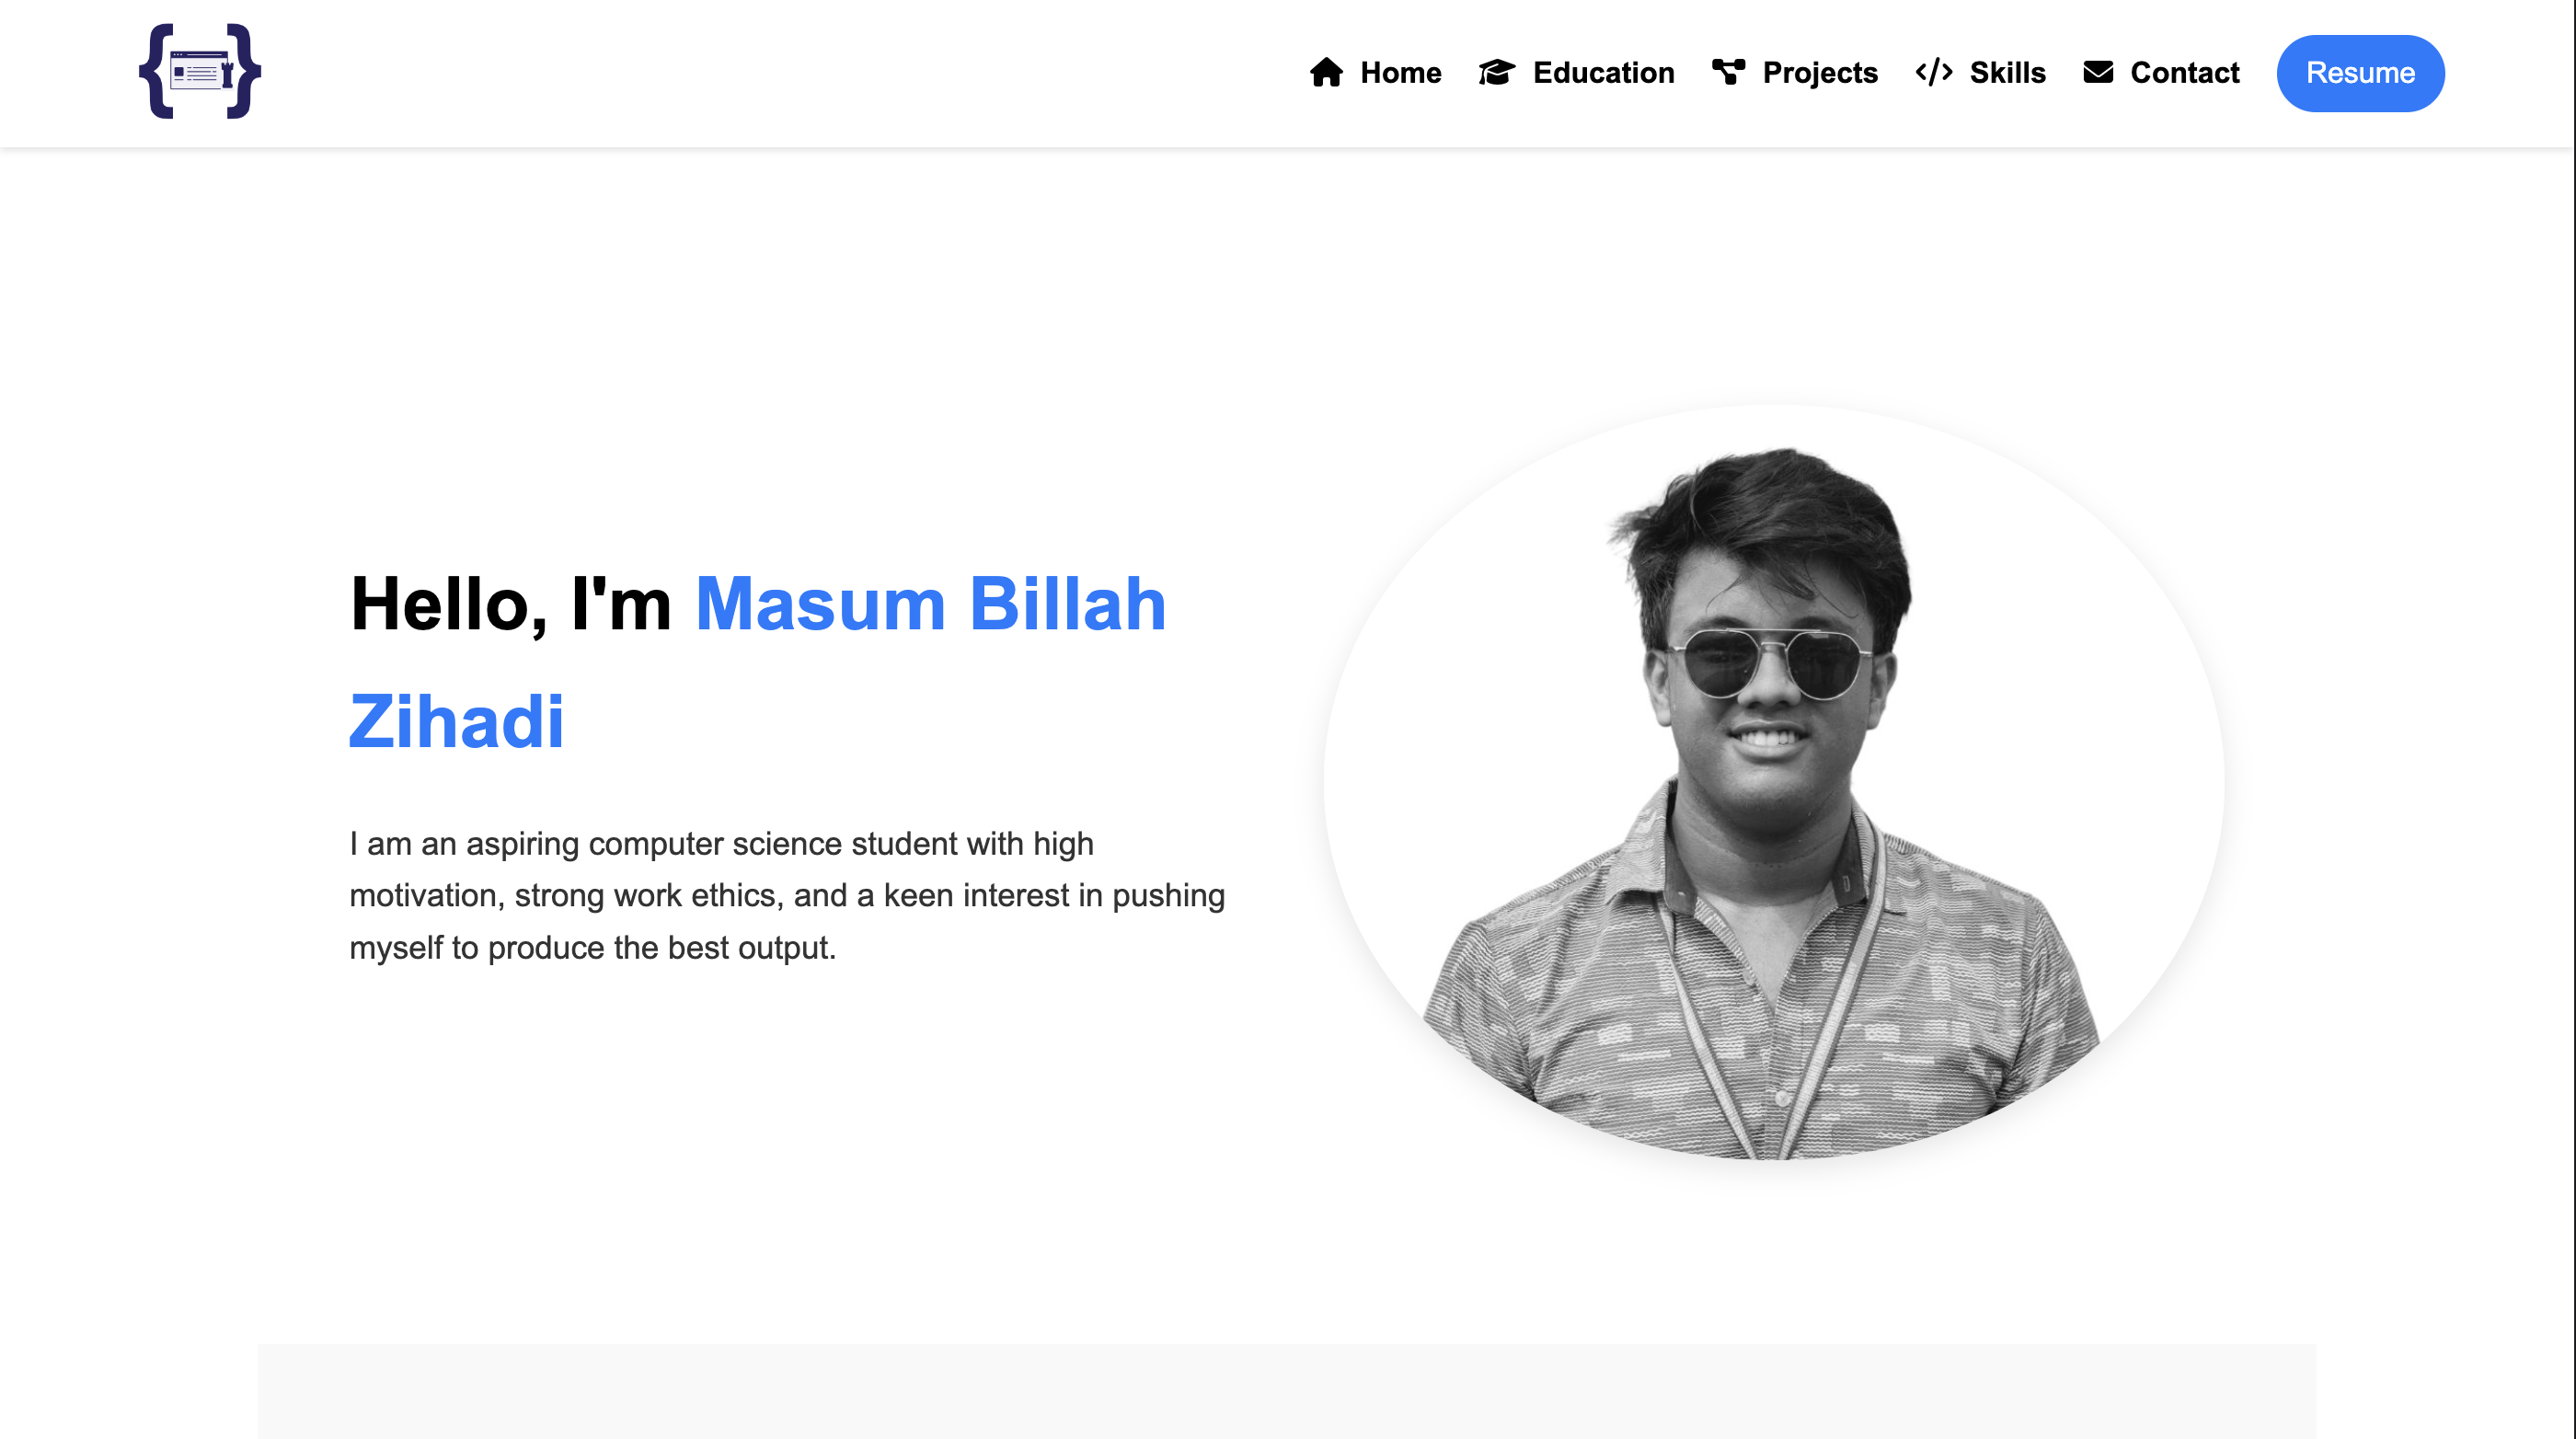 Home Education Projects </> Skills Contact Resume
Hello, I'm Masum Billah
Zihadi
I am an aspiring computer science student with high
motivation, strong work ethics, and a keen interest in pushing
myself to produce the best output.